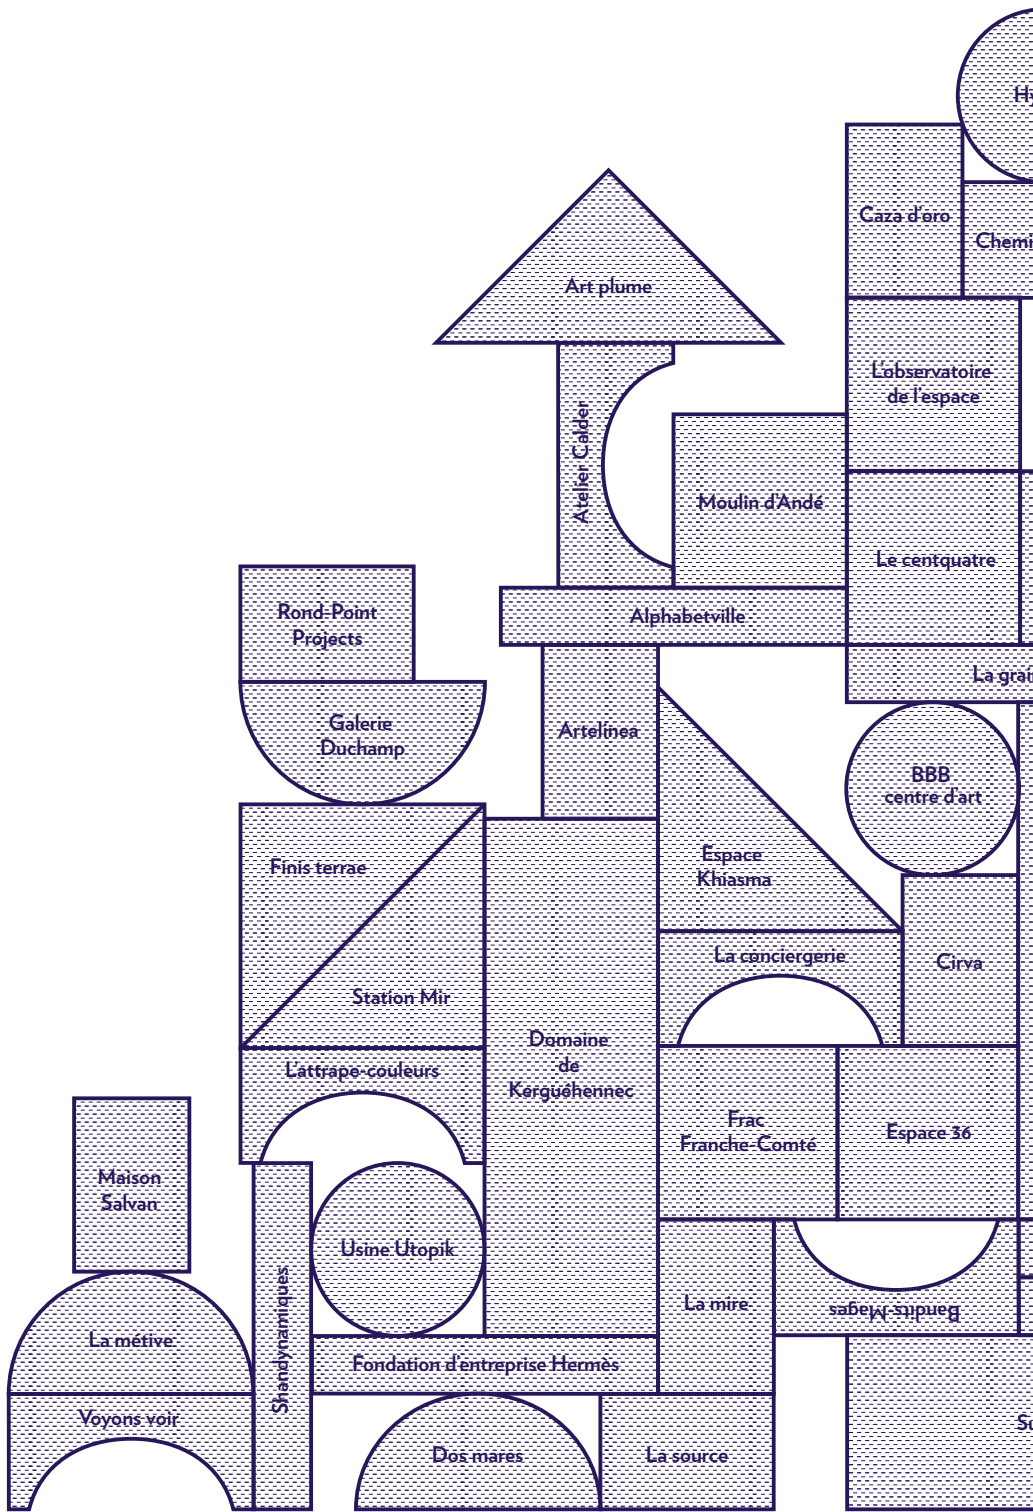 Caza d'oro
Art plume
L'observatoire
de l'espace
Atelier Calder
Moulin d'Andé
Le centquatre
Rond-Point
Projects
Alphabetville
Galerie
Duchamp
Artelinea
BBB
centre d'art
Finis terrae
Espace
Khiasma
La conciergerie
Cirva
Station Mir
Domaine
de
Kerguéhennec
L'attrape-couleurs
Frac
Franche-Comté
Espace 36
Maison
Salvan
Usine Utopik
La mire
Bandits-Mages
La métive
Shandynamiques
Fondation d'entreprise Hermès
Voyons voir
Dos mares
La source
La